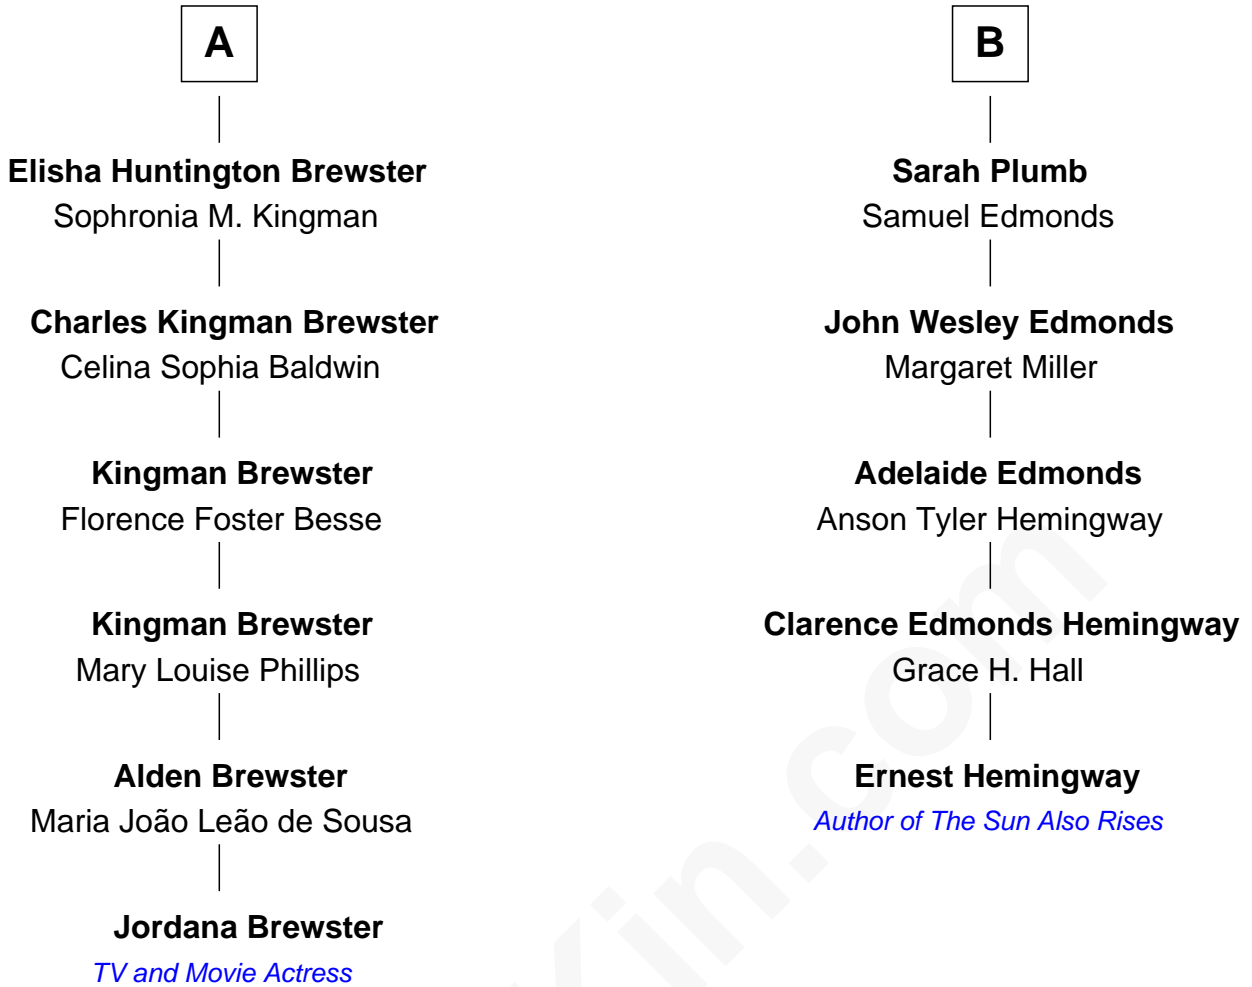 A
Elisha Huntington Brewster
Sophronia M. Kingman
Charles Kingman Brewster
Celina Sophia Baldwin
Kingman Brewster
Florence Foster Besse
Kingman Brewster
Mary Louise Phillips
Alden Brewster
Maria João Leão de Sousa
Jordana Brewster
TV and Movie Actress
B
Sarah Plumb
Samuel Edmonds
John Wesley Edmonds
Margaret Miller
Adelaide Edmonds
Anson Tyler Hemingway
Clarence Edmonds Hemingway
Grace H. Hall
Ernest Hemingway
Author of The Sun Also Rises
Kin.com